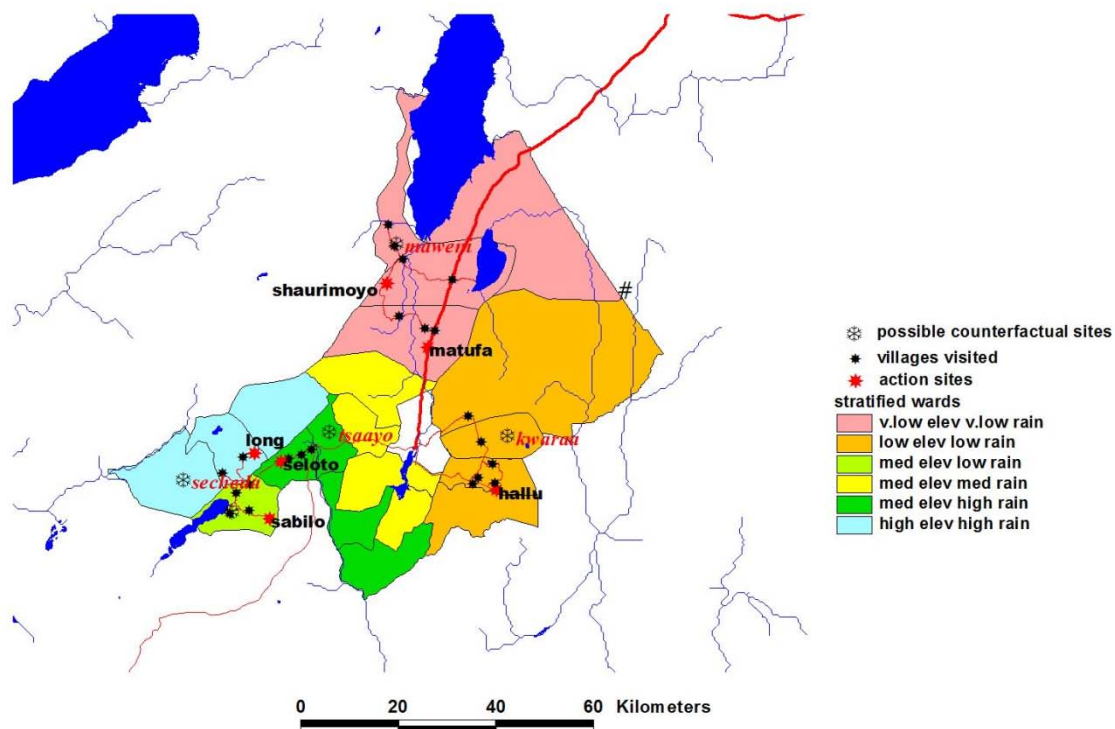 mawemi
shaurimoyo
#
matufa
possible counterfactual sites
villages visited
action sites
stratified wards
v.low elev v.low rain
low elev low rain
med elev low rain
med elev med rain
med elev high rain
high elev high rain
long
tsaayo
kwaraa
seloto
sechada
hallu
sabilo
0 20 40 60 Kilometers